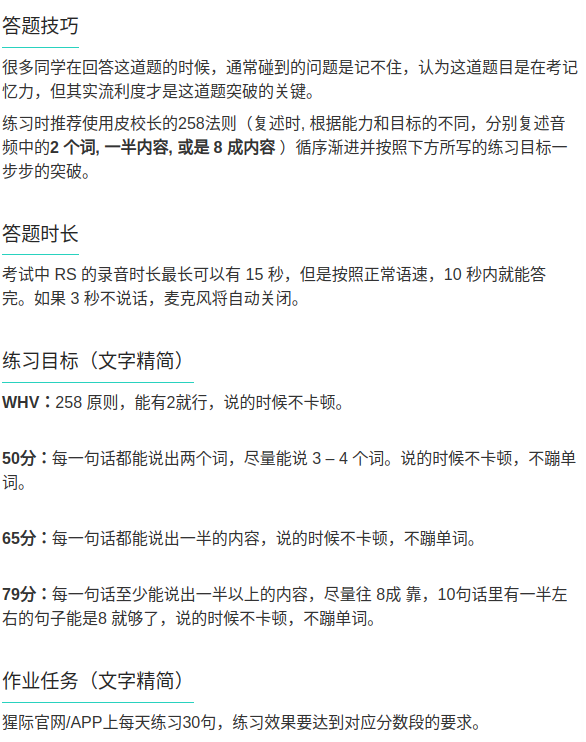 答题技巧
很多同学在回答这道题的时候，通常碰到的问题是记不住，认为这道题目是在考记
忆力，但其实流利度才是这道题突破的关键。
练习时推荐使用皮校长的258法则（复述时, 根据能力和目标的不同，分别复述音
频中的2 个词, 一半内容, 或是 8 成内容 ）循序渐进并按照下方所写的练习目标一
步步的突破。
答题时长
考试中 RS 的录音时长最长可以有 15 秒，但是按照正常语速，10 秒内就能答
完。如果 3 秒不说话，麦克风将自动关闭。
练习目标（文字精简）
WHV：258 原则，能有2就行，说的时候不卡顿。
50分：每一句话都能说出两个词，尽量能说 3 – 4 个词。说的时候不卡顿，不蹦单
词。
65分：每一句话都能说出一半的内容，说的时候不卡顿，不蹦单词。
79分：每一句话至少能说出一半以上的内容，尽量往 8成 靠，10句话里有一半左
右的句子能是8 就够了，说的时候不卡顿，不蹦单词。
作业任务（文字精简）
猩际官网/APP上每天练习30句，练习效果要达到对应分数段的要求。